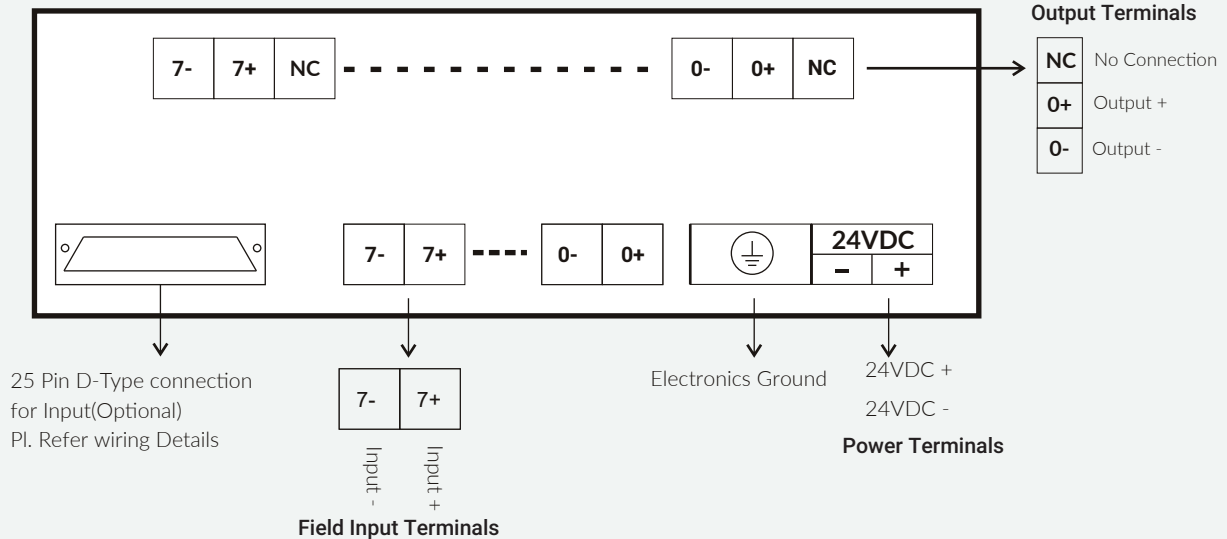 Output Terminals
7- 7+ NC 0- 0+ NC
NC No Connection
0+ Output +
0- Output -
7- 7+ 0- 0+ 24VDC
- +
25 Pin D-Type connection
for Input(Optional)
Pl. Refer wiring Details
7- 7+
Input -
Input +
Field Input Terminals
Electronics Ground
24VDC +
24VDC -
Power Terminals